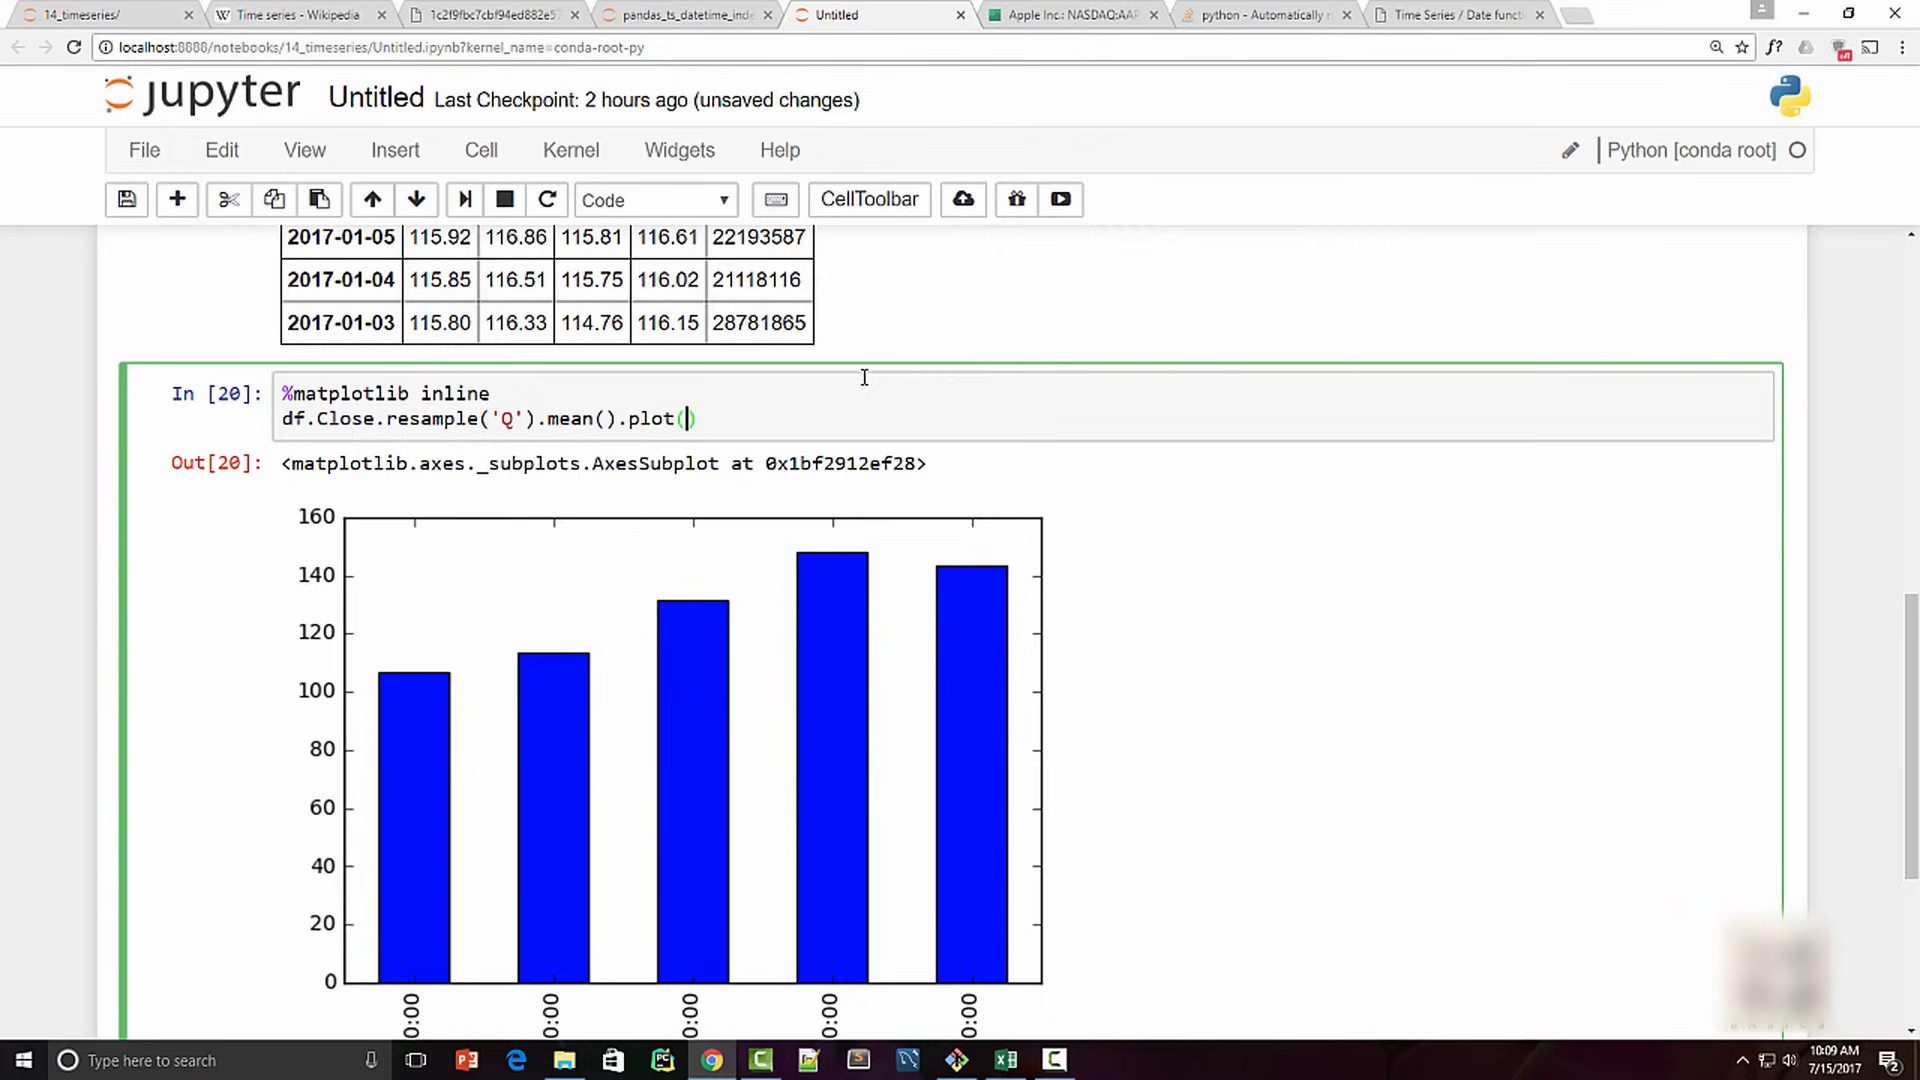 14_timeseries/
Time series - Wikipedia
1c2f9fbc7cbf94ed882e5
pandas_ts_datetime_inde
Untitled
Apple Inc.: NASDAQ:AAP
python - Automatically
Time Series / Date funct
localhost:8888/notebooks/14_timeseries/Untitled.ipynb?kernel_name=conda-root-py
f?
jupyter Untitled Last Checkpoint: 2 hours ago (unsaved changes)
File Edit View Insert Cell Kernel Widgets Help Python [conda root]
Code CellToolbar
2017-01-05 115.92 116.86 115.81 116.61 22193587
2017-01-04 115.85 116.51 115.75 116.02 21118116
2017-01-03 115.80 116.33 114.76 116.15 28781865
In [20]: %matplotlib inline
df.Close.resample('Q').mean().plot()
Out[20]: <matplotlib.axes._subplots.AxesSubplot at 0x1bf2912ef28>
160
140
120
100
80
60
40
20
0
0:00 0:00 0:00 0:00 0:00
Type here to search
10:09 AM
7/15/2017
2